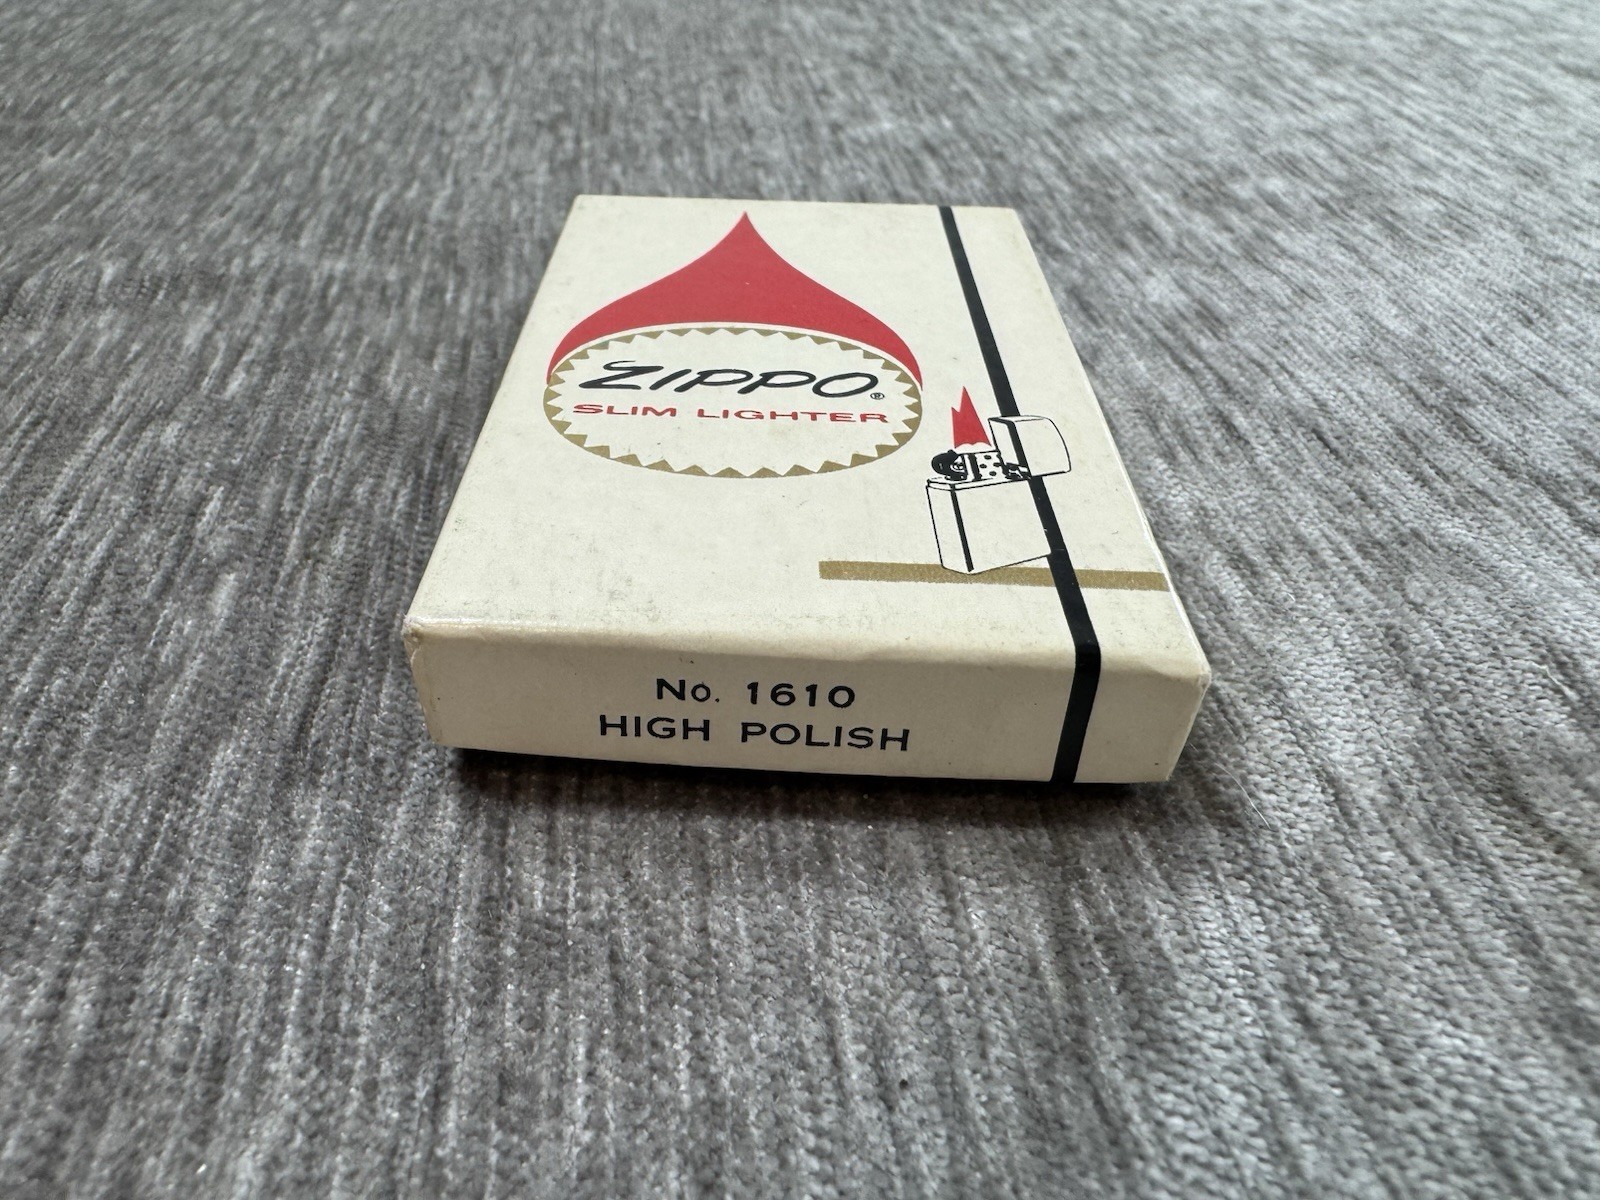 ZIPPO®
SLIM LIGHTER
No. 1610
HIGH POLISH